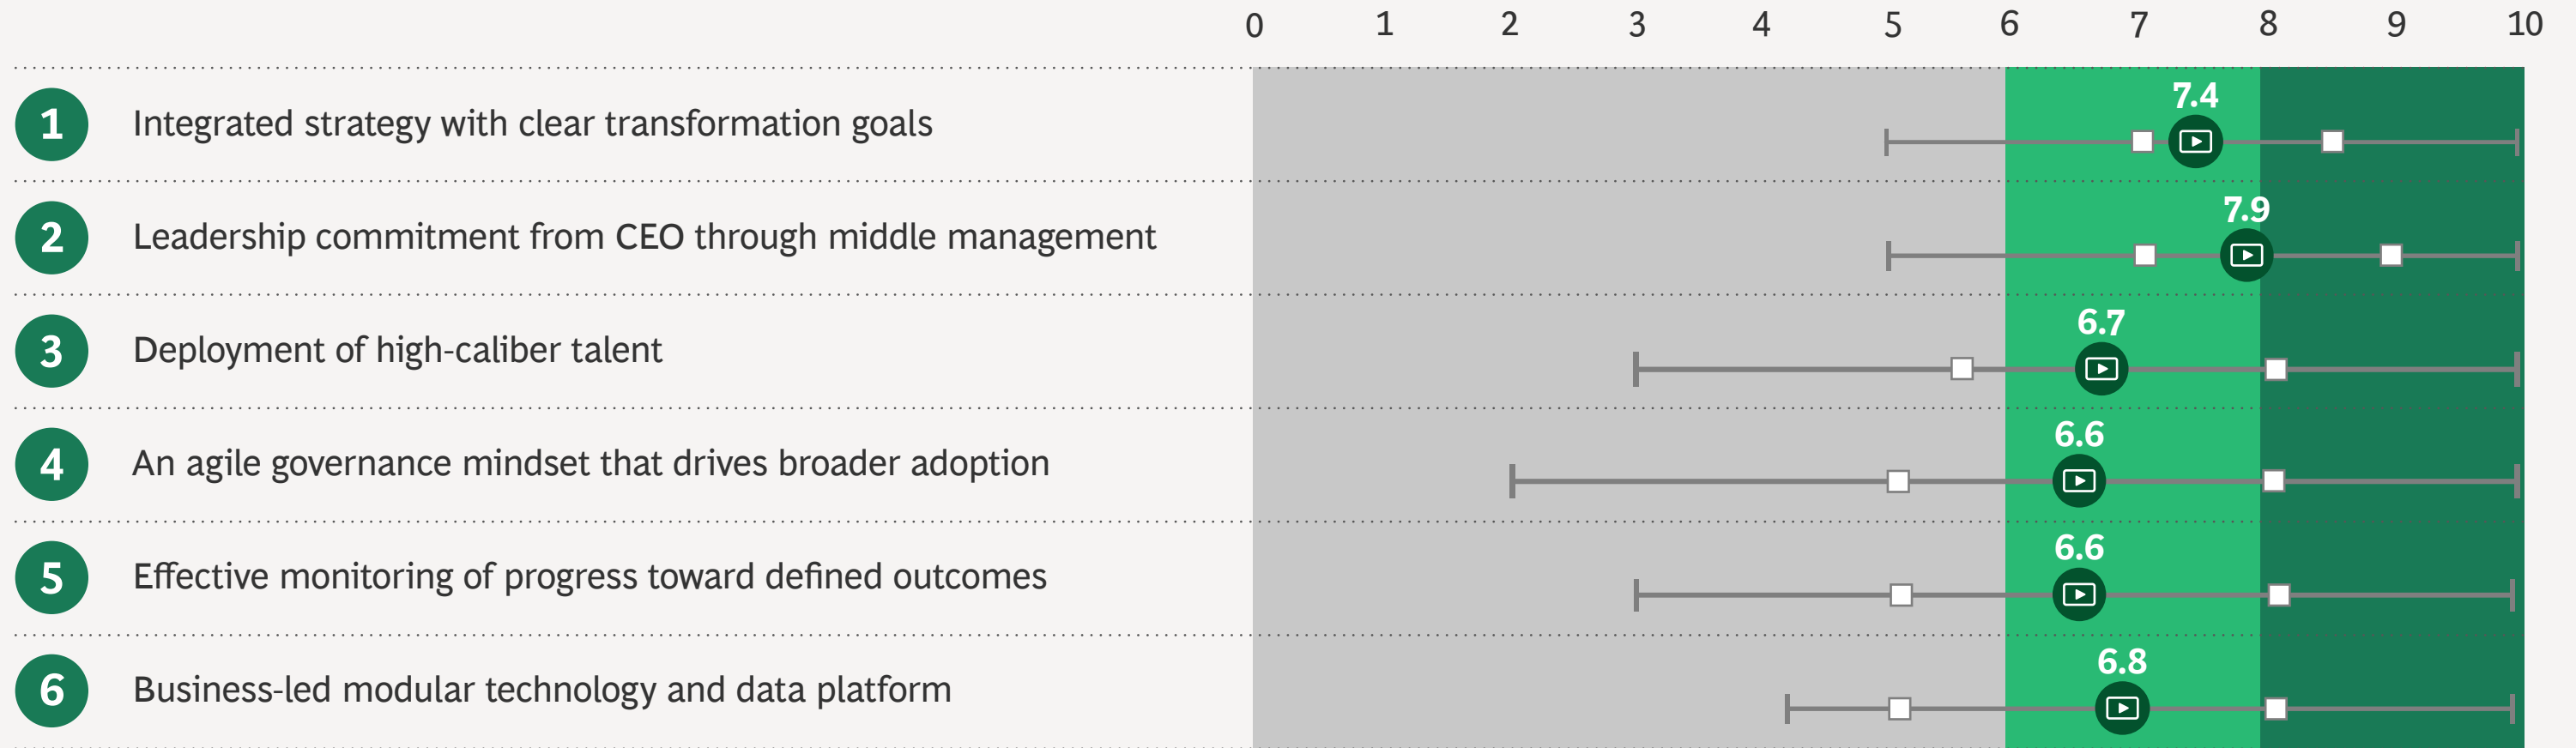 0 1 2 3 4 5 6 7 8 9 10
1 Integrated strategy with clear transformation goals 7.4
2 Leadership commitment from CEO through middle management 7.9
3 Deployment of high-caliber talent 6.7
4 An agile governance mindset that drives broader adoption 6.6
5 Effective monitoring of progress toward defined outcomes 6.6
6 Business-led modular technology and data platform 6.8